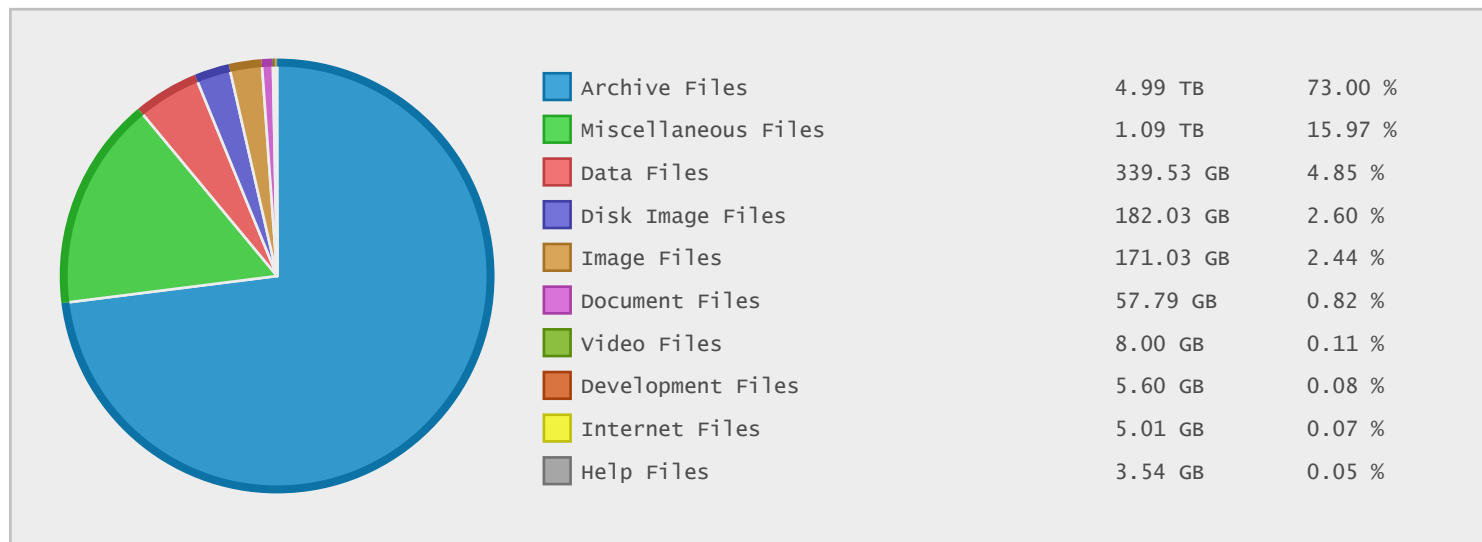 Archive Files 4.99 TB 73.00 %
Miscellaneous Files 1.09 TB 15.97 %
Data Files 339.53 GB 4.85 %
Disk Image Files 182.03 GB 2.60 %
Image Files 171.03 GB 2.44 %
Document Files 57.79 GB 0.82 %
Video Files 8.00 GB 0.11 %
Development Files 5.60 GB 0.08 %
Internet Files 5.01 GB 0.07 %
Help Files 3.54 GB 0.05 %